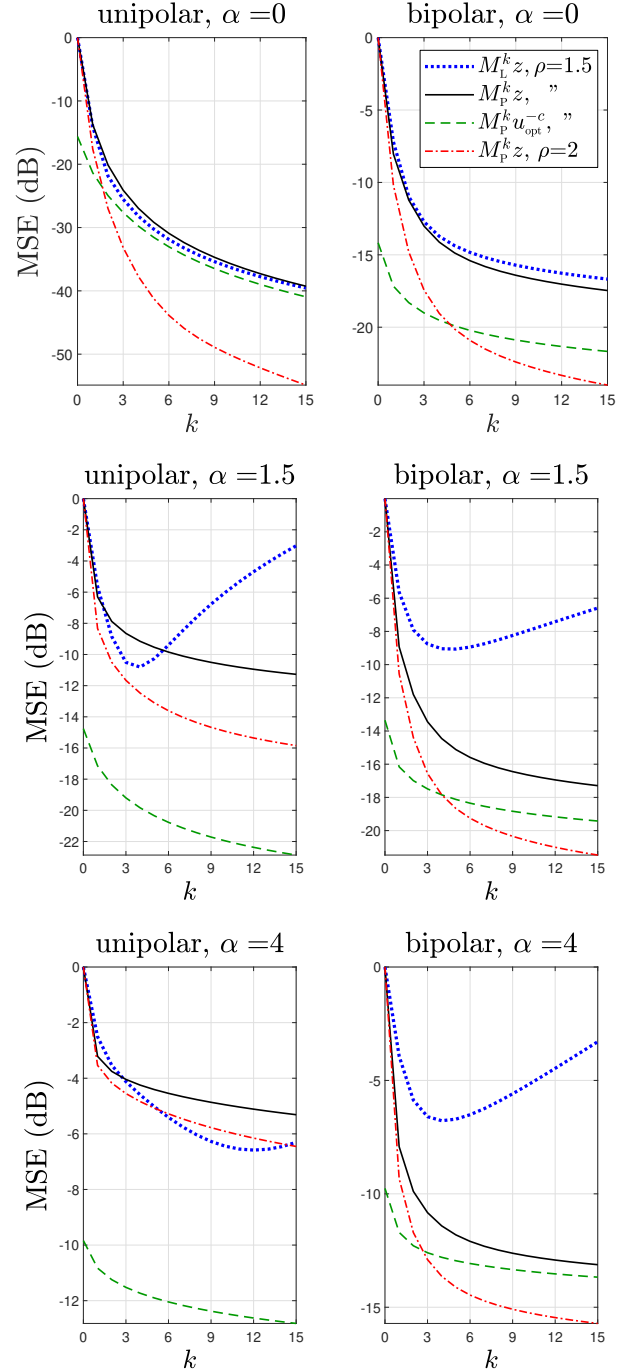 unipolar, α =0
0
-10
-20
-30
-40
-50
MSE (dB)
0 3 6 9 12 15
k
bipolar, α =0
0
-5
-10
-15
-20
0 3 6 9 12 15
k
M_L^k z, ρ=1.5
M_P^k z, ”
M_P^k u_opt^{-c}, ”
M_P^k z, ρ=2
unipolar, α =1.5
0
-2
-4
-6
-8
-10
-12
-14
-16
-18
-20
-22
MSE (dB)
0 3 6 9 12 15
k
bipolar, α =1.5
-2
-4
-6
-8
-10
-12
-14
-16
-18
-20
0 3 6 9 12 15
k
unipolar, α =4
0
-2
-4
-6
-8
-10
-12
MSE (dB)
0 3 6 9 12 15
k
bipolar, α =4
0
-5
-10
-15
0 3 6 9 12 15
k